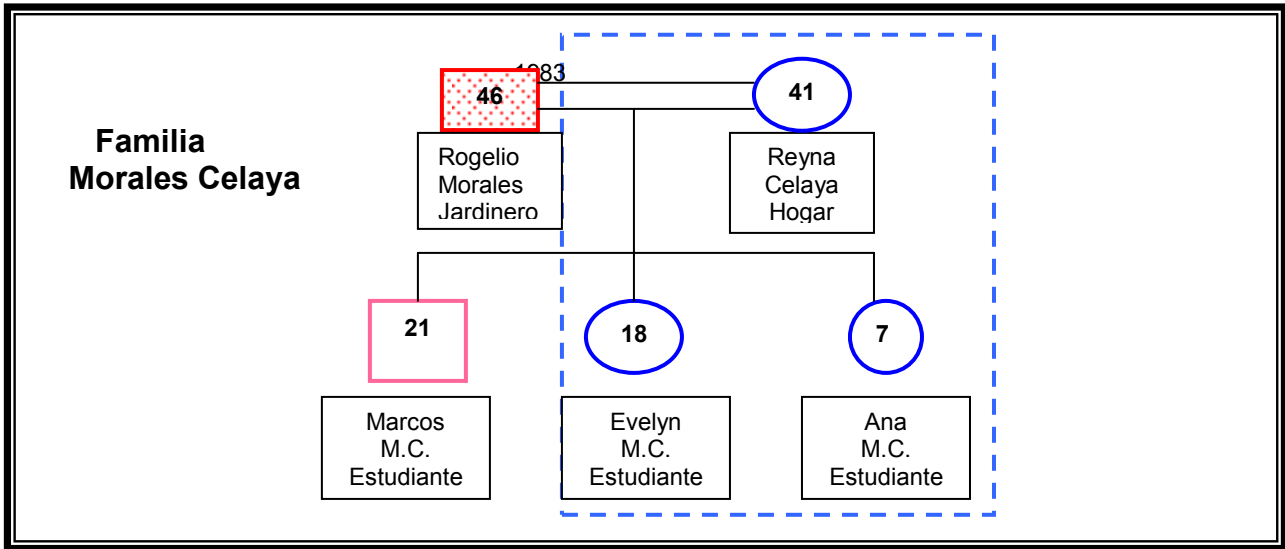 1983
46
41
Familia
Morales Celaya
Rogelio
Morales
Jardinero
Reyna
Celaya
Hogar
21
18
7
Marcos
M.C.
Estudiante
Evelyn
M.C.
Estudiante
Ana
M.C.
Estudiante